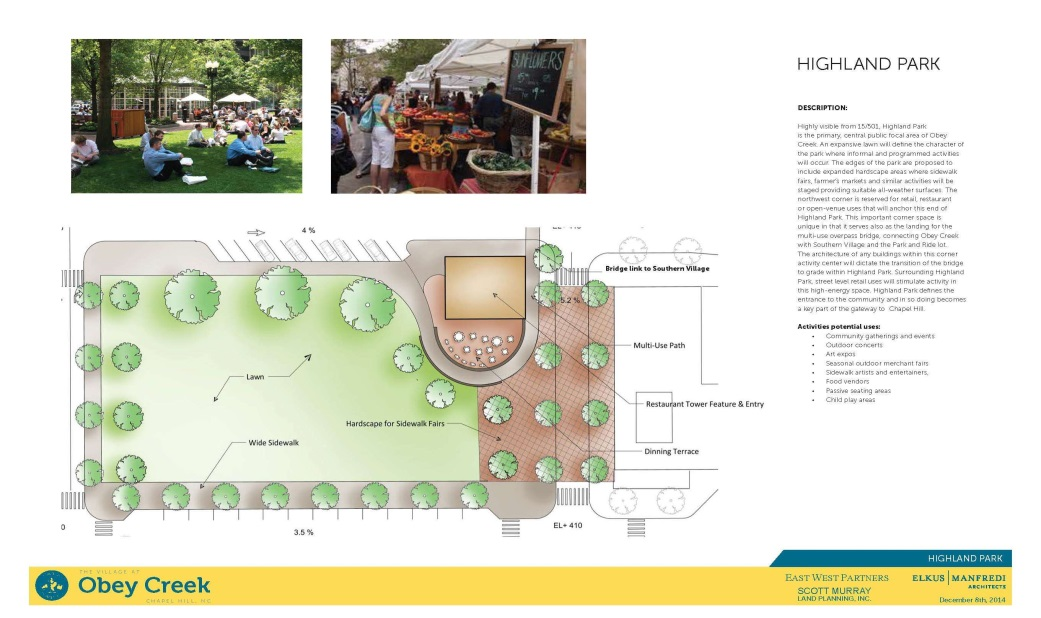 SUNFLOWERS
HIGHLAND PARK
DESCRIPTION:
Highly visible from 15/501, Highland Park
is the primary, central public focal area of Obey
Creek. An expansive lawn will define the character of
the park where informal and programmed activities
will occur. The edges of the park are proposed to
include expanded hardscape areas where sidewalk
fairs, farmer's markets and similar activities will be
staged providing suitable all-weather surfaces. The
northwest corner is reserved for retail, restaurant
or open-venue uses that will anchor this end of
Highland Park. This important corner space is
unique in that it serves also as the landing for the
multi-use overpass bridge, connecting Obey Creek
with Southern Village and the Park and Ride lot.
The architecture of any buildings within this corner
activity center will dictate the transition of the bridge
to grade within Highland Park. Surrounding Highland
Park, street level retail uses will stimulate activity in
this high-energy space. Highland Park defines the
entrance to the community and in so doing becomes
a key part of the gateway to Chapel Hill.
Activities potential uses:
• Community gatherings and events
• Outdoor concerts
• Art expos
• Seasonal outdoor merchant fairs
• Sidewalk artists and entertainers,
• Food vendors
• Passive seating areas
• Child play areas
4 %
Bridge link to Southern Village
5.2 %
Multi-Use Path
Lawn
Restaurant Tower Feature & Entry
Hardscape for Sidewalk Fairs
Wide Sidewalk
Dinning Terrace
0
3.5 %
EL+ 410
HIGHLAND PARK
THE VILLAGE AT
Obey Creek
CHAPEL HILL, NC
EAST WEST PARTNERS
SCOTT MURRAY
LAND PLANNING, INC.
ELKUS | MANFREDI
ARCHITECTS
December 8th, 2014